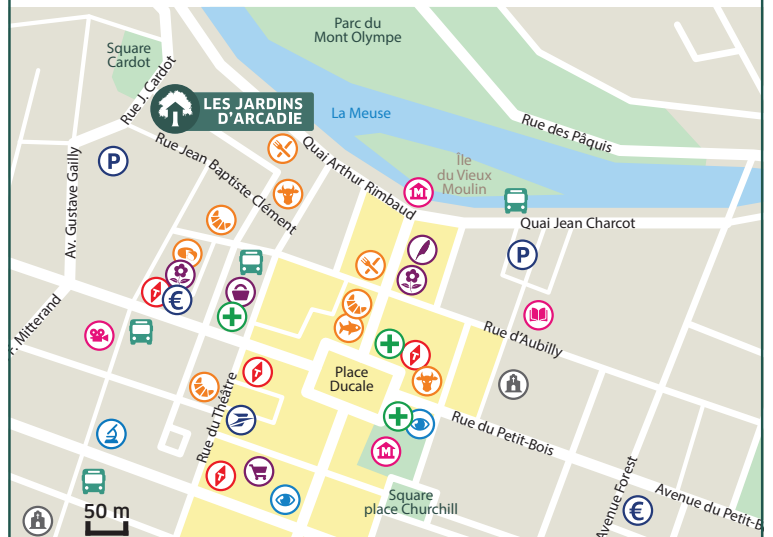 Parc du
Mont Olympe
Square
Cardot
Rue J. Cardot
LES JARDINS
D'ARCADIE
La Meuse
Rue des Pâquis
Rue Jean Baptiste Clément
Quai Arthur Rimbaud
Île
du Vieux
Moulin
P
Av. Gustave Gailly
M
Quai Jean Charcot
P
€
F. Mitterand
Rue d'Aubilly
Place
Ducale
Rue du Théâtre
Rue du Petit-Bois
M
Square
place Churchill
Avenue Forest
€
Avenue du Petit-B
50 m